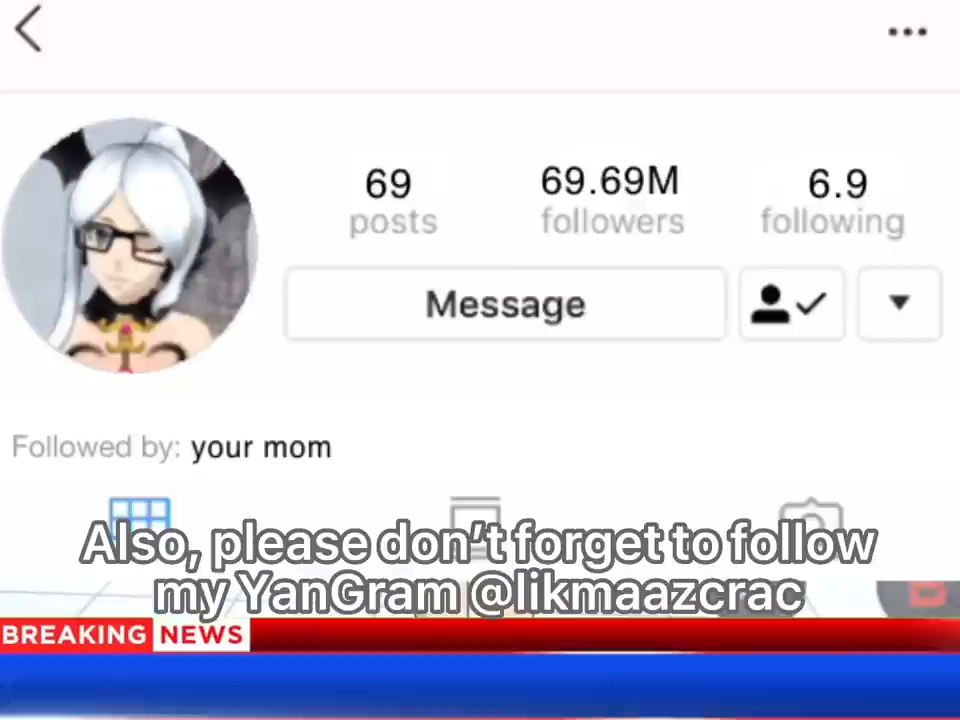 69 69.69M 6.9
posts followers following
Message
Followed by: your mom
Also, please don't forget to follow
my YanGram @likmaazcrac
BREAKING NEWS